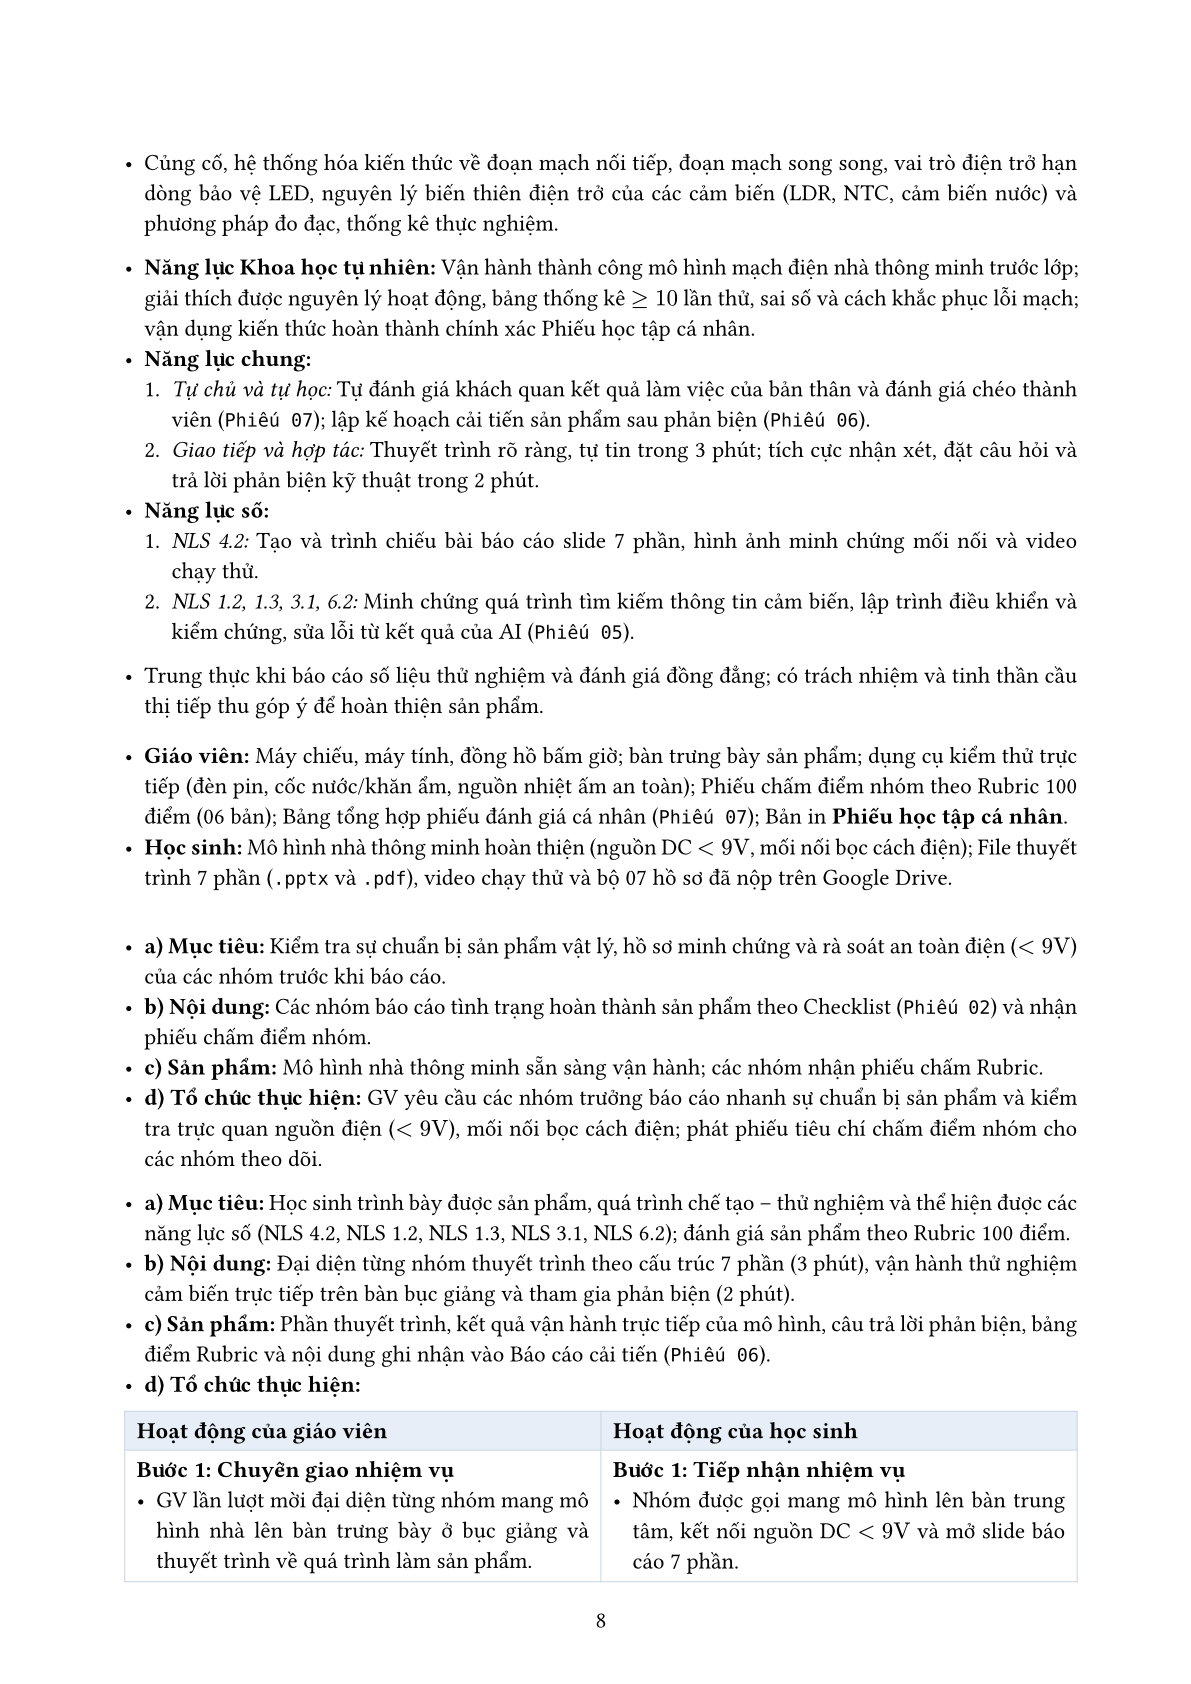 • Củng cố, hệ thống hóa kiến thức về đoạn mạch nối tiếp, đoạn mạch song song, vai trò điện trở hạn
dòng bảo vệ LED, nguyên lý biến thiên điện trở của các cảm biến (LDR, NTC, cảm biến nước) và
phương pháp đo đạc, thống kê thực nghiệm.
• Năng lực Khoa học tự nhiên: Vận hành thành công mô hình mạch điện nhà thông minh trước lớp;
giải thích được nguyên lý hoạt động, bảng thống kê ≥ 10 lần thử, sai số và cách khắc phục lỗi mạch;
vận dụng kiến thức hoàn thành chính xác Phiếu học tập cá nhân.
• Năng lực chung:
1. Tự chủ và tự học: Tự đánh giá khách quan kết quả làm việc của bản thân và đánh giá chéo thành
viên (Phiếu 07); lập kế hoạch cải tiến sản phẩm sau phản biện (Phiếu 06).
2. Giao tiếp và hợp tác: Thuyết trình rõ ràng, tự tin trong 3 phút; tích cực nhận xét, đặt câu hỏi và
trả lời phản biện kỹ thuật trong 2 phút.
• Năng lực số:
1. NLS 4.2: Tạo và trình chiếu bài báo cáo slide 7 phần, hình ảnh minh chứng mối nối và video
chạy thử.
2. NLS 1.2, 1.3, 3.1, 6.2: Minh chứng quá trình tìm kiếm thông tin cảm biến, lập trình điều khiển và
kiểm chứng, sửa lỗi từ kết quả của AI (Phiếu 05).
• Trung thực khi báo cáo số liệu thử nghiệm và đánh giá đồng đẳng; có trách nhiệm và tinh thần cầu
thị tiếp thu góp ý để hoàn thiện sản phẩm.
• Giáo viên: Máy chiếu, máy tính, đồng hồ bấm giờ; bàn trưng bày sản phẩm; dụng cụ kiểm thử trực
tiếp (đèn pin, cốc nước/khăn ẩm, nguồn nhiệt ấm an toàn); Phiếu chấm điểm nhóm theo Rubric 100
điểm (06 bản); Bảng tổng hợp phiếu đánh giá cá nhân (Phiếu 07); Bản in Phiếu học tập cá nhân.
• Học sinh: Mô hình nhà thông minh hoàn thiện (nguồn DC < 9V, mối nối bọc cách điện); File thuyết
trình 7 phần (.pptx và .pdf), video chạy thử và bộ 07 hồ sơ đã nộp trên Google Drive.
• a) Mục tiêu: Kiểm tra sự chuẩn bị sản phẩm vật lý, hồ sơ minh chứng và rà soát an toàn điện (< 9V)
của các nhóm trước khi báo cáo.
• b) Nội dung: Các nhóm báo cáo tình trạng hoàn thành sản phẩm theo Checklist (Phiếu 02) và nhận
phiếu chấm điểm nhóm.
• c) Sản phẩm: Mô hình nhà thông minh sẵn sàng vận hành; các nhóm nhận phiếu chấm Rubric.
• d) Tổ chức thực hiện: GV yêu cầu các nhóm trưởng báo cáo nhanh sự chuẩn bị sản phẩm và kiểm
tra trực quan nguồn điện (< 9V), mối nối bọc cách điện; phát phiếu tiêu chí chấm điểm nhóm cho
các nhóm theo dõi.
• a) Mục tiêu: Học sinh trình bày được sản phẩm, quá trình chế tạo – thử nghiệm và thể hiện được các
năng lực số (NLS 4.2, NLS 1.2, NLS 1.3, NLS 3.1, NLS 6.2); đánh giá sản phẩm theo Rubric 100 điểm.
• b) Nội dung: Đại diện từng nhóm thuyết trình theo cấu trúc 7 phần (3 phút), vận hành thử nghiệm
cảm biến trực tiếp trên bàn bục giảng và tham gia phản biện (2 phút).
• c) Sản phẩm: Phần thuyết trình, kết quả vận hành trực tiếp của mô hình, câu trả lời phản biện, bảng
điểm Rubric và nội dung ghi nhận vào Báo cáo cải tiến (Phiếu 06).
• d) Tổ chức thực hiện:
Hoạt động của giáo viên
Bước 1: Chuyển giao nhiệm vụ
• GV lần lượt mời đại diện từng nhóm mang mô
hình nhà lên bàn trưng bày ở bục giảng và
thuyết trình về quá trình làm sản phẩm.
Hoạt động của học sinh
Bước 1: Tiếp nhận nhiệm vụ
• Nhóm được gọi mang mô hình lên bàn trung
tâm, kết nối nguồn DC < 9V và mở slide báo
cáo 7 phần.
8